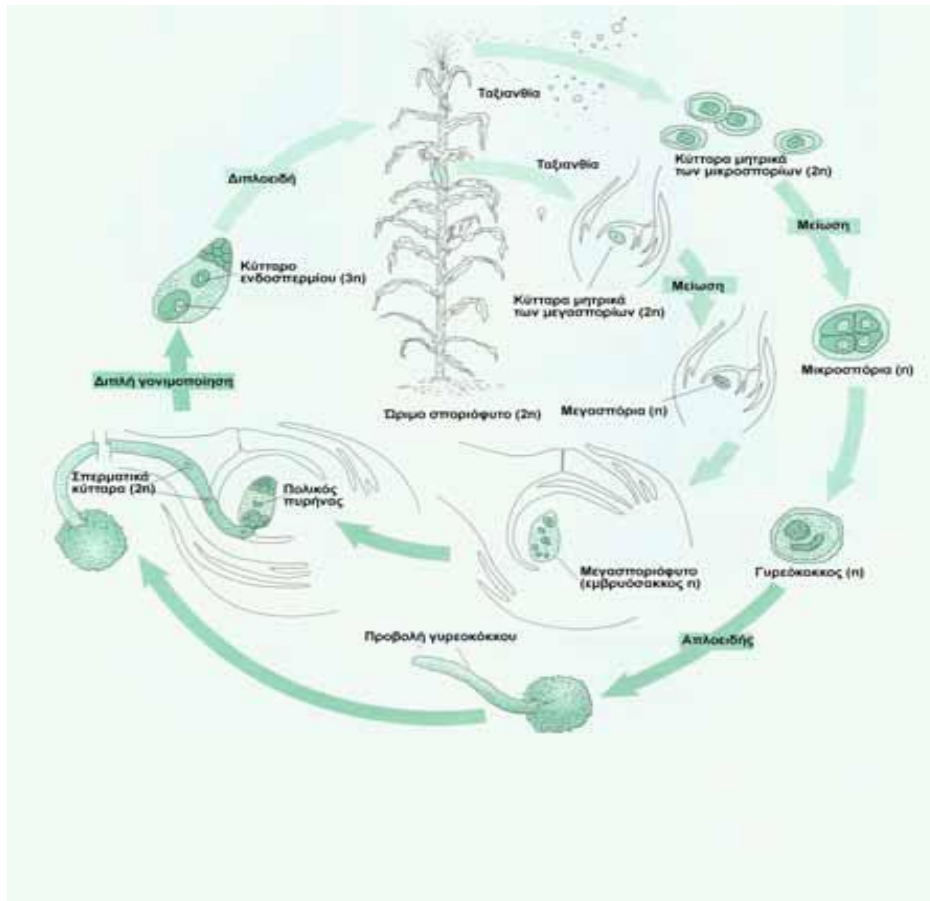 Ταξιανθία
Ταξιανθία
Κύτταρα μητρικά
των μικροσπορίων (2n)
Διπλοειδή
Μείωση
Κύτταρο
ενδοσπερμίου (3n)
Μείωση
Κύτταρα μητρικά
των μεγασπορίων (2n)
Μικροσπόρια (n)
Διπλή γονιμοποίηση
Μεγασπόρια (n)
Ώριμο σποριόφυτο (2n)
Σπερματικά
κύτταρα (2n)
Πολικός
πυρήνας
Μεγασποριόφυτο
(εμβρυόσακκος n)
Γυρεόκοκκος (n)
Προβολή γυρεοκόκκου
Απλοειδής